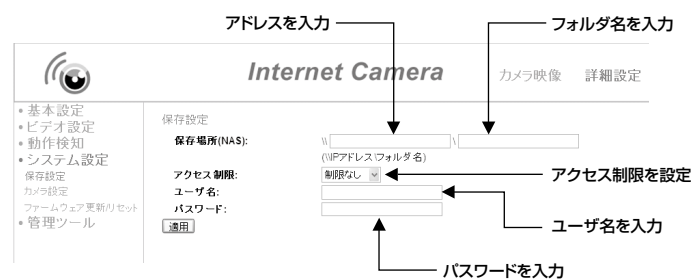 アドレスを入力
フォルダ名を入力
Internet Camera
カメラ映像
詳細設定
•基本設定
•ビデオ設定
•動作検知
•システム設定
保存設定
カメラ設定
ファームウェア更新/リセット
•管理ツール
保存設定
保存場所(NAS):
\\
\
(\\IPアドレス\フォルダ名)
アクセス制限:
制限なし
アクセス制限を設定
ユーザ名:
ユーザ名を入力
パスワード:
適用
パスワードを入力